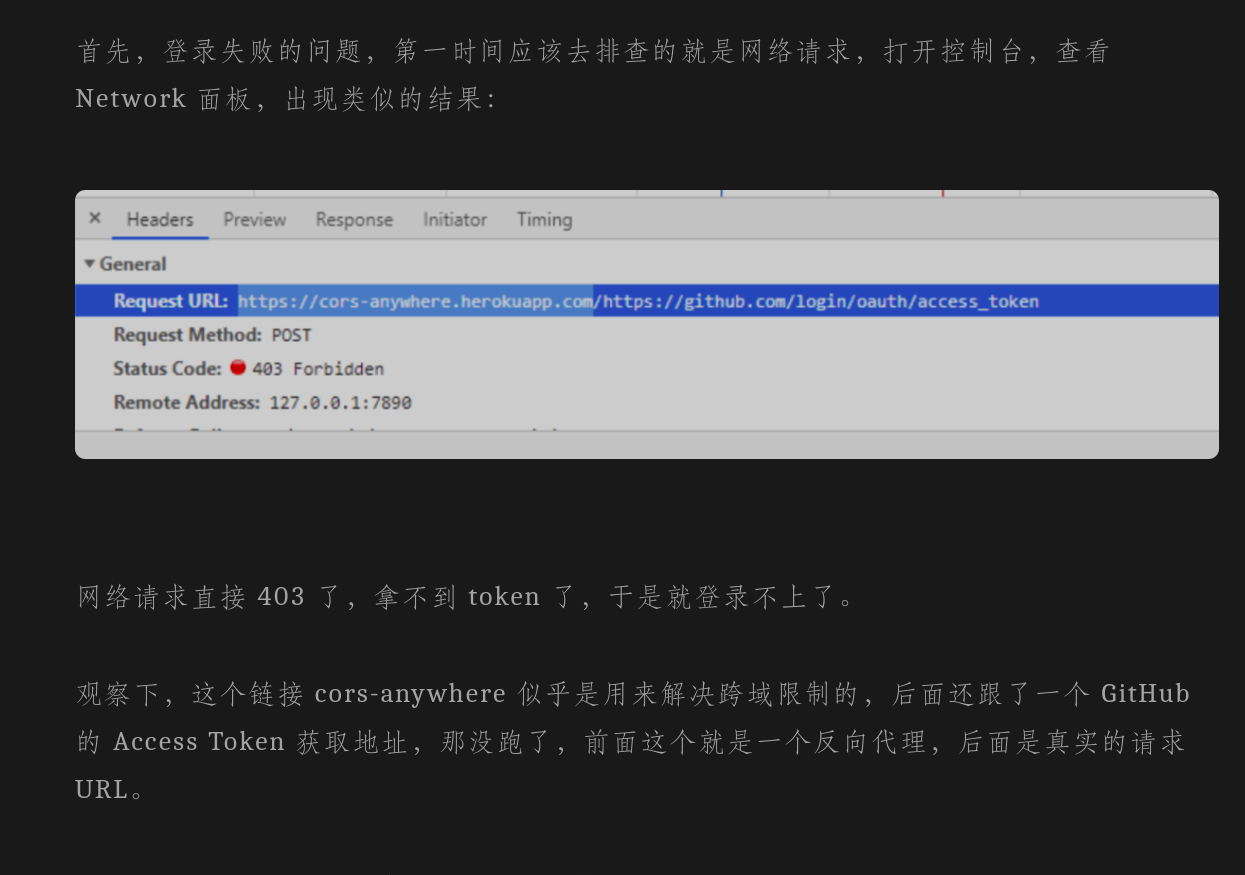 首先，登录失败的问题，第一时间应该去排查的就是网络请求，打开控制台，查看
Network 面板，出现类似的结果：
× Headers Preview Response Initiator Timing
▼ General
Request URL: https://cors-anywhere.herokuapp.com/https://github.com/login/oauth/access_token
Request Method: POST
Status Code: 403 Forbidden
Remote Address: 127.0.0.1:7890
网络请求直接 403 了，拿不到 token 了，于是就登录不上了。
观察下，这个链接 cors-anywhere 似乎是用来解决跨域限制的，后面还跟了一个 GitHub
的 Access Token 获取地址，那没跑了，前面这个就是一个反向代理，后面是真实的请求
URL。